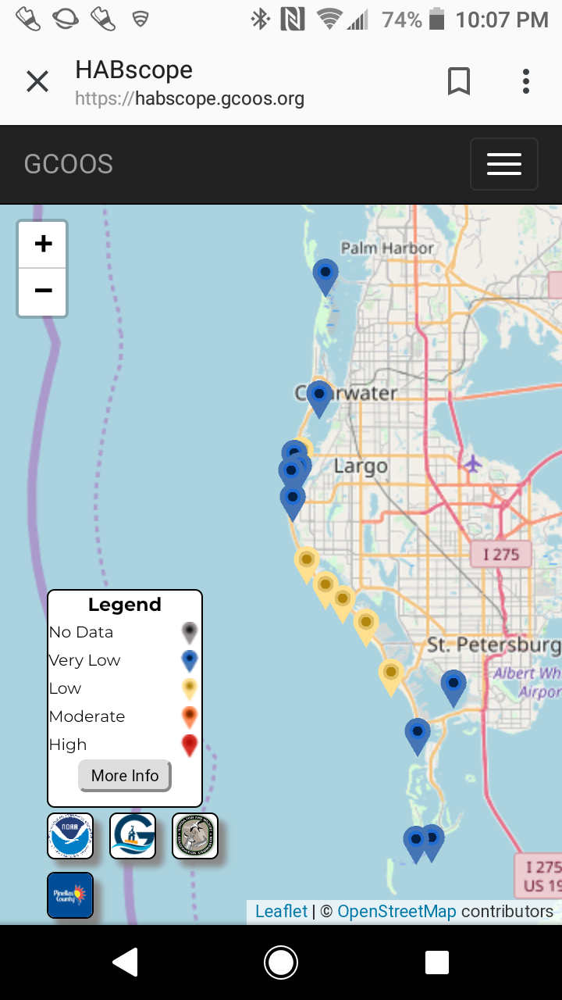 74% 10:07 PM
HABscope
https://habscope.gcoos.org
GCOOS
+
−
Palm Harbor
Clearwater
Largo
I 275
St. Petersburg
Albert Wh
Airpor
Legend
No Data
Very Low
Low
Moderate
High
More Info
NOAA
G
Pinellas
County
I 275
US 19
Leaflet | © OpenStreetMap contributors